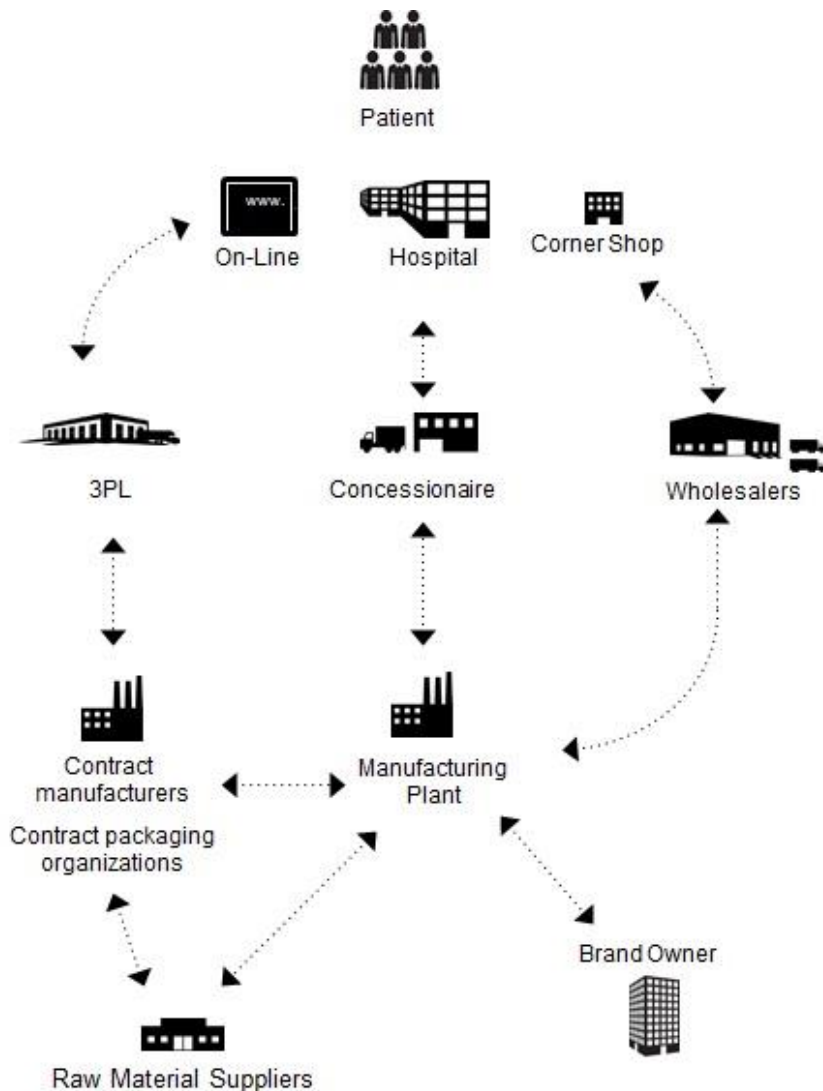 Patient
www.
On-Line
Hospital
Corner Shop
3PL
Concessionaire
Wholesalers
Contract
manufacturers
Manufacturing
Plant
Contract packaging
organizations
Brand Owner
Raw Material Suppliers